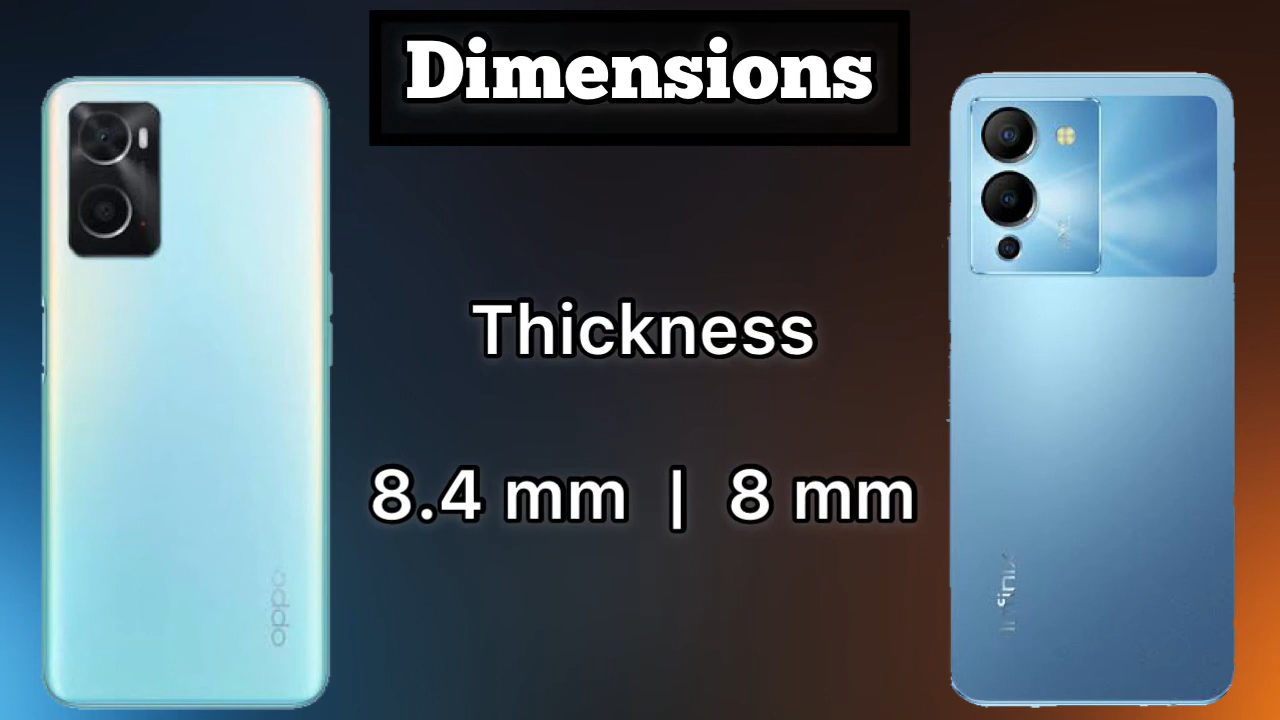 Dimensions
Thickness
8.4 mm | 8 mm
oppo
Infinix